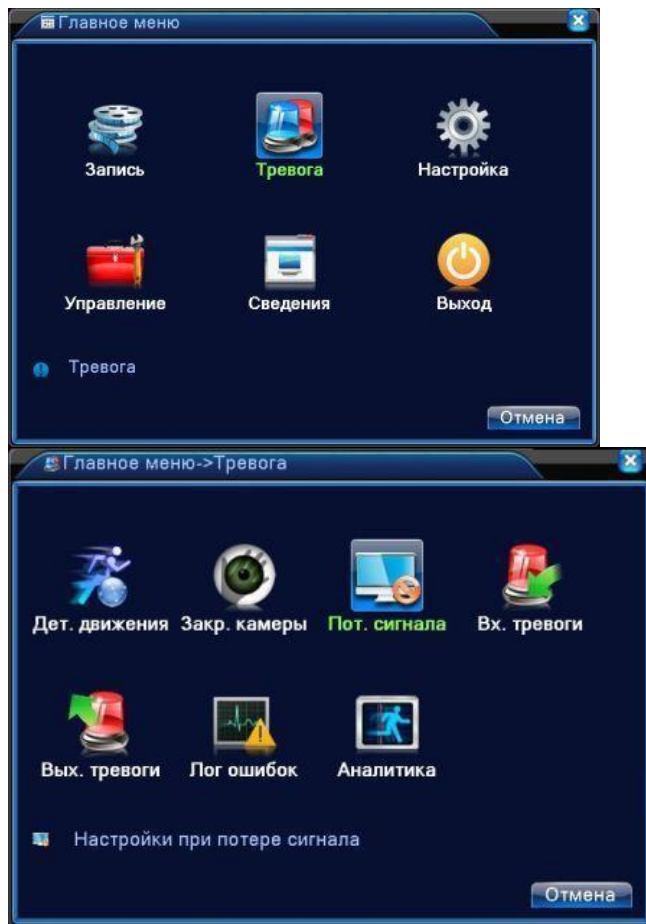 Главное меню
Запись Тревога Настройка
Управление Сведения Выход
Тревога
Отмена
Главное меню->Тревога
Дет. движения Закр. камеры Пот. сигнала Вх. тревоги
Вых. тревоги Лог ошибок Аналитика
Настройки при потере сигнала
Отмена